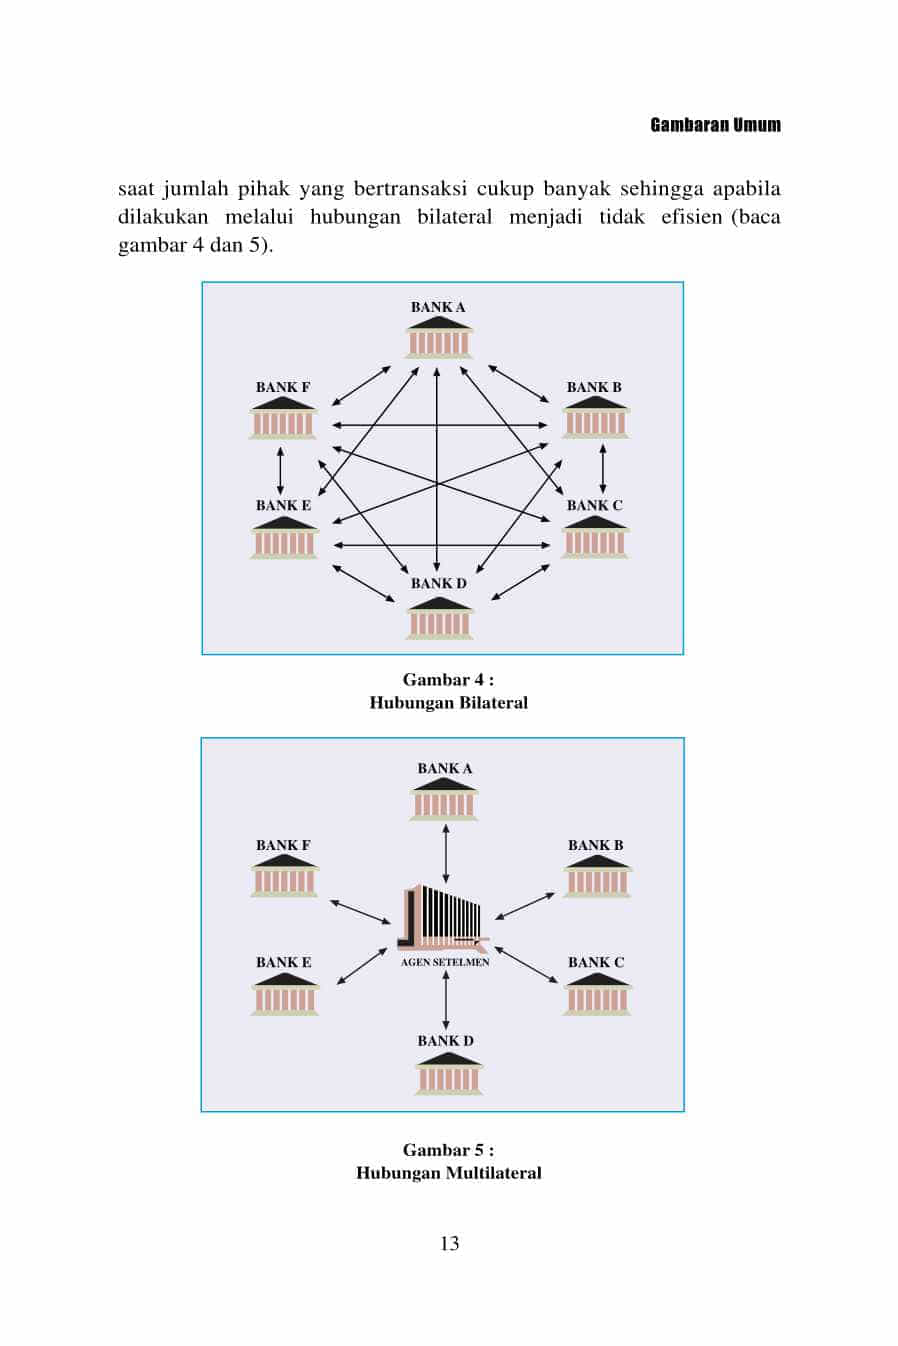 Gambaran Umum
saat jumlah pihak yang bertransaksi cukup banyak sehingga apabila
dilakukan melalui hubungan bilateral menjadi tidak efisien (baca
gambar 4 dan 5).
BANK A
BANK F
BANK B
BANK E
BANK C
BANK D
Gambar 4 :
Hubungan Bilateral
BANK A
BANK F
BANK B
BANK E
AGEN SETELMEN
BANK C
BANK D
Gambar 5 :
Hubungan Multilateral
13